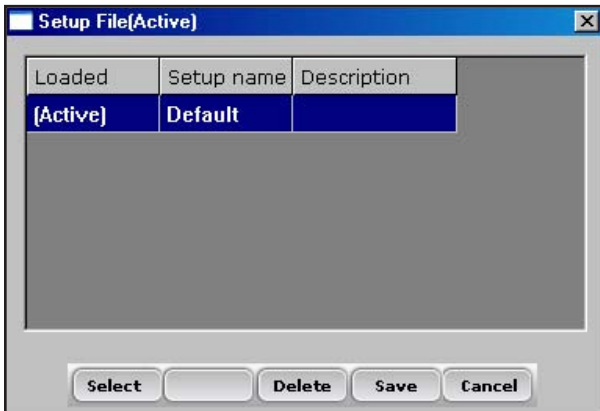 Setup File(Active)
Loaded Setup name Description
(Active) Default
Select Delete Save Cancel